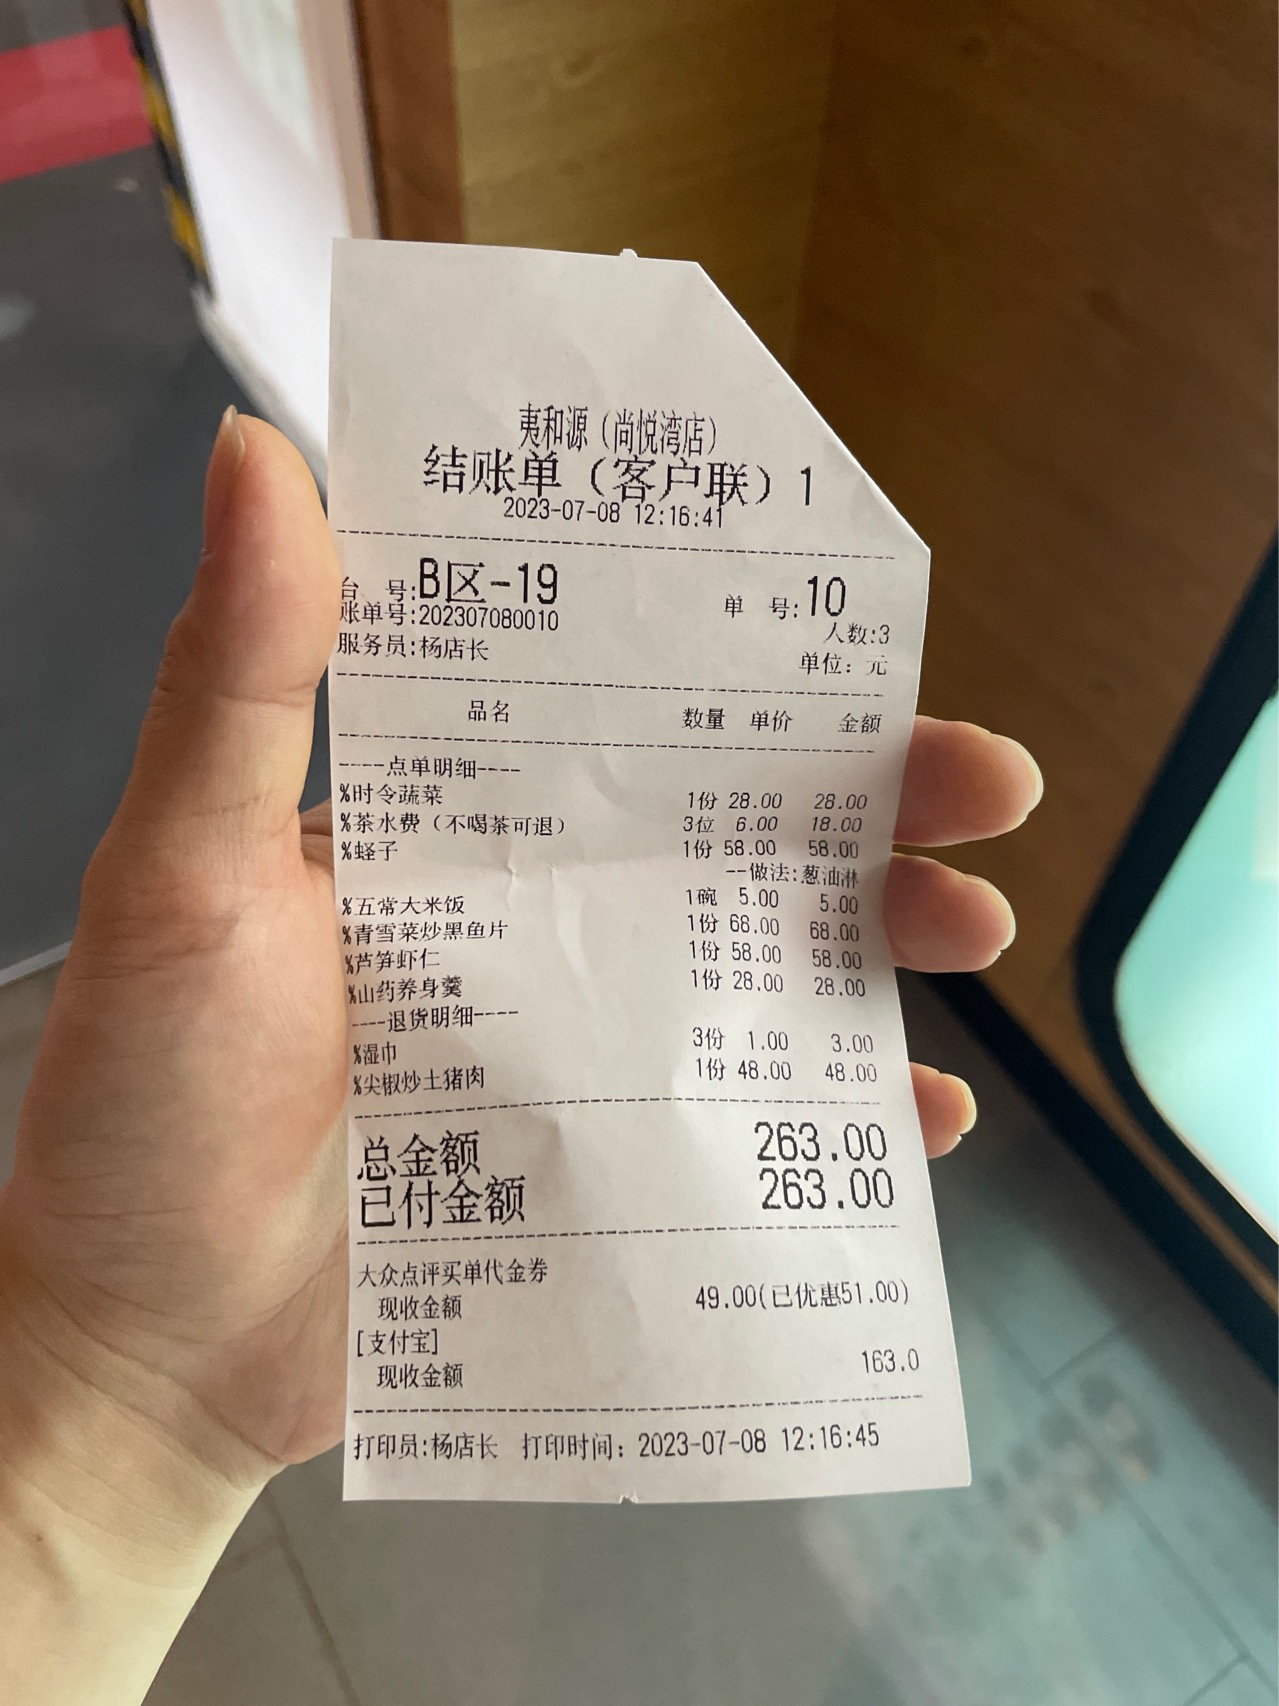 夷和源（尚悦湾店）
结账单（客户联）1
2023-07-08 12:16:41
台 号:B区-19 单 号:10
账单号:202307080010 人数:3
服务员:杨店长 单位：元
品名 数量 单价 金额
----点单明细----
%时令蔬菜 1份 28.00 28.00
%茶水费（不喝茶可退） 3位 6.00 18.00
%蛏子 1份 58.00 58.00
--做法:葱油淋
%五常大米饭 1碗 5.00 5.00
%青雪菜炒黑鱼片 1份 68.00 68.00
%芦笋虾仁 1份 58.00 58.00
%山药养身羹 1份 28.00 28.00
----退货明细----
%湿巾 3份 1.00 3.00
%尖椒炒土猪肉 1份 48.00 48.00
总金额 263.00
已付金额 263.00
大众点评买单代金券
现收金额 49.00(已优惠51.00)
[支付宝]
现收金额 163.0
打印员:杨店长 打印时间：2023-07-08 12:16:45